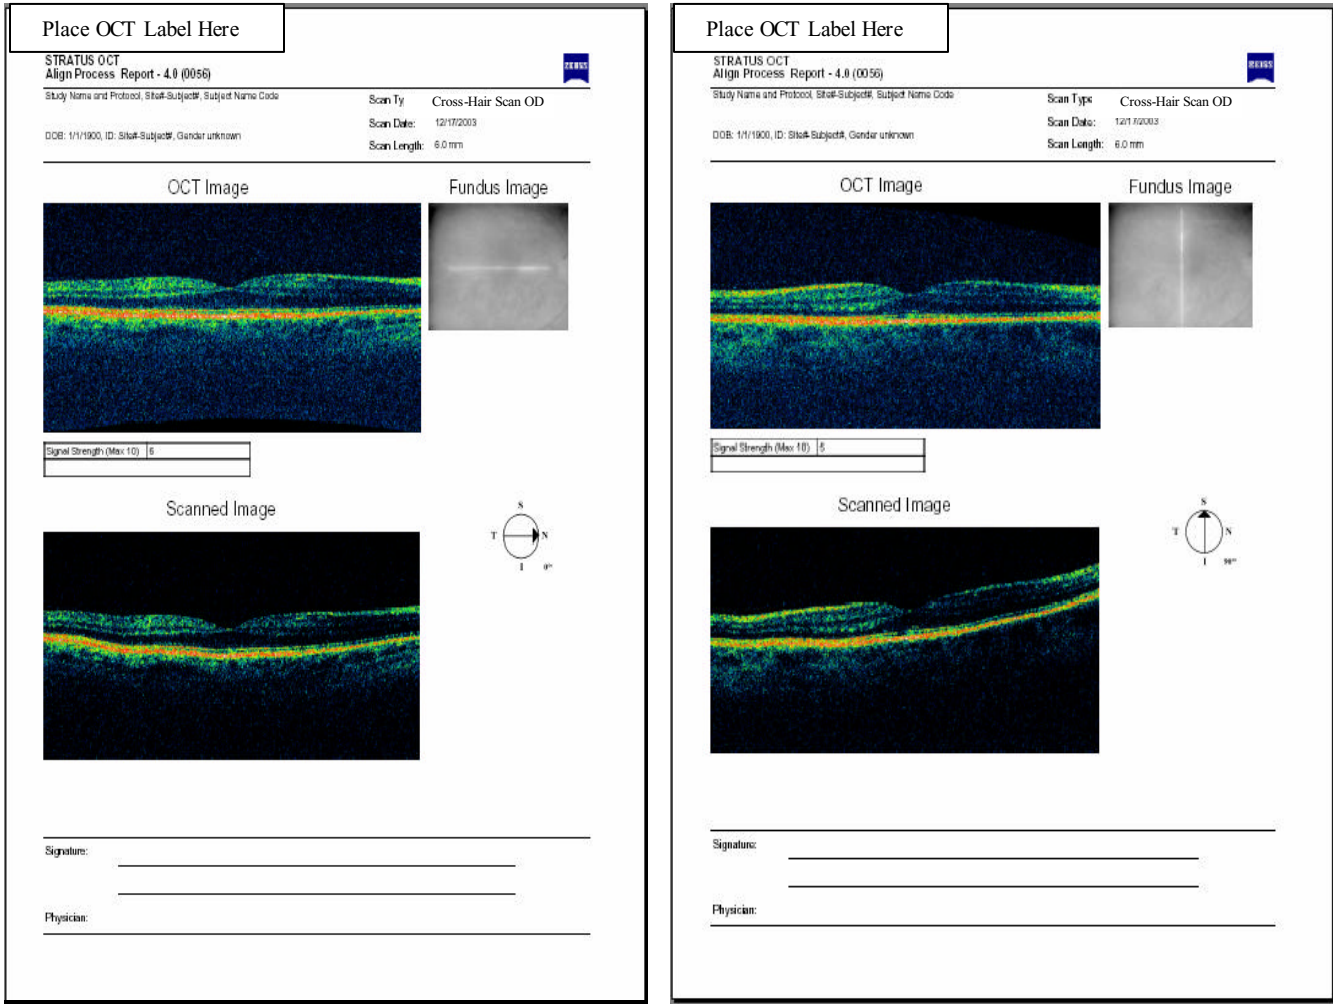 Place OCT Label Here
STRATUS OCT
Align Process Report - 4.0 (0056)
ZEISS
Study Name and Protocol, Site#-Subject#, Subject Name Code
DOB: 1/1/1900, ID: Site#-Subject#, Gender unknown
Scan Ty Cross-Hair Scan OD
Scan Date: 12/17/2003
Scan Length: 6.0 mm
OCT Image
Fundus Image
Signal Strength (Max 10) 6
Scanned Image
S
T N
I 0°
Signature:
Physician:
Place OCT Label Here
STRATUS OCT
Align Process Report - 4.0 (0056)
ZEISS
Study Name and Protocol, Site#-Subject#, Subject Name Code
DOB: 1/1/1900, ID: Site#-Subject#, Gender unknown
Scan Type Cross-Hair Scan OD
Scan Date: 12/17/2003
Scan Length: 6.0 mm
OCT Image
Fundus Image
Signal Strength (Max 10) 5
Scanned Image
S
T N
I 90°
Signature:
Physician: